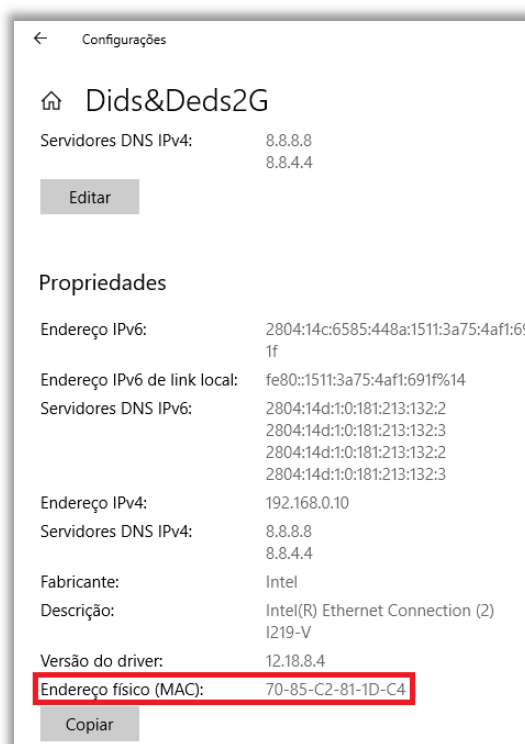 Configurações
Dids&Deds2G
Servidores DNS IPv4: 8.8.8.8
8.8.4.4
Editar
Propriedades
Endereço IPv6: 2804:14c:6585:448a:1511:3a75:4af1:69
1f
Endereço IPv6 de link local: fe80::1511:3a75:4af1:691f%14
Servidores DNS IPv6: 2804:14d:1:0:181:213:132:2
2804:14d:1:0:181:213:132:3
2804:14d:1:0:181:213:132:2
2804:14d:1:0:181:213:132:3
Endereço IPv4: 192.168.0.10
Servidores DNS IPv4: 8.8.8.8
8.8.4.4
Fabricante: Intel
Descrição: Intel(R) Ethernet Connection (2)
I219-V
Versão do driver: 12.18.8.4
Endereço físico (MAC): 70-85-C2-81-1D-C4
Copiar